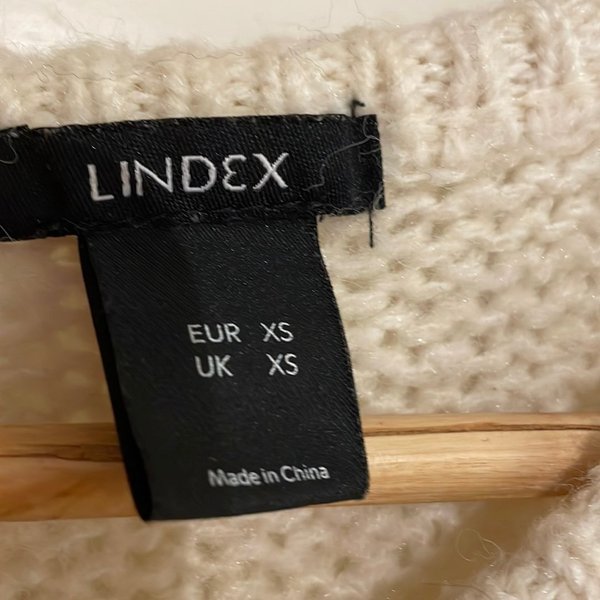 LINDEX
EUR XS
UK XS
Made in China